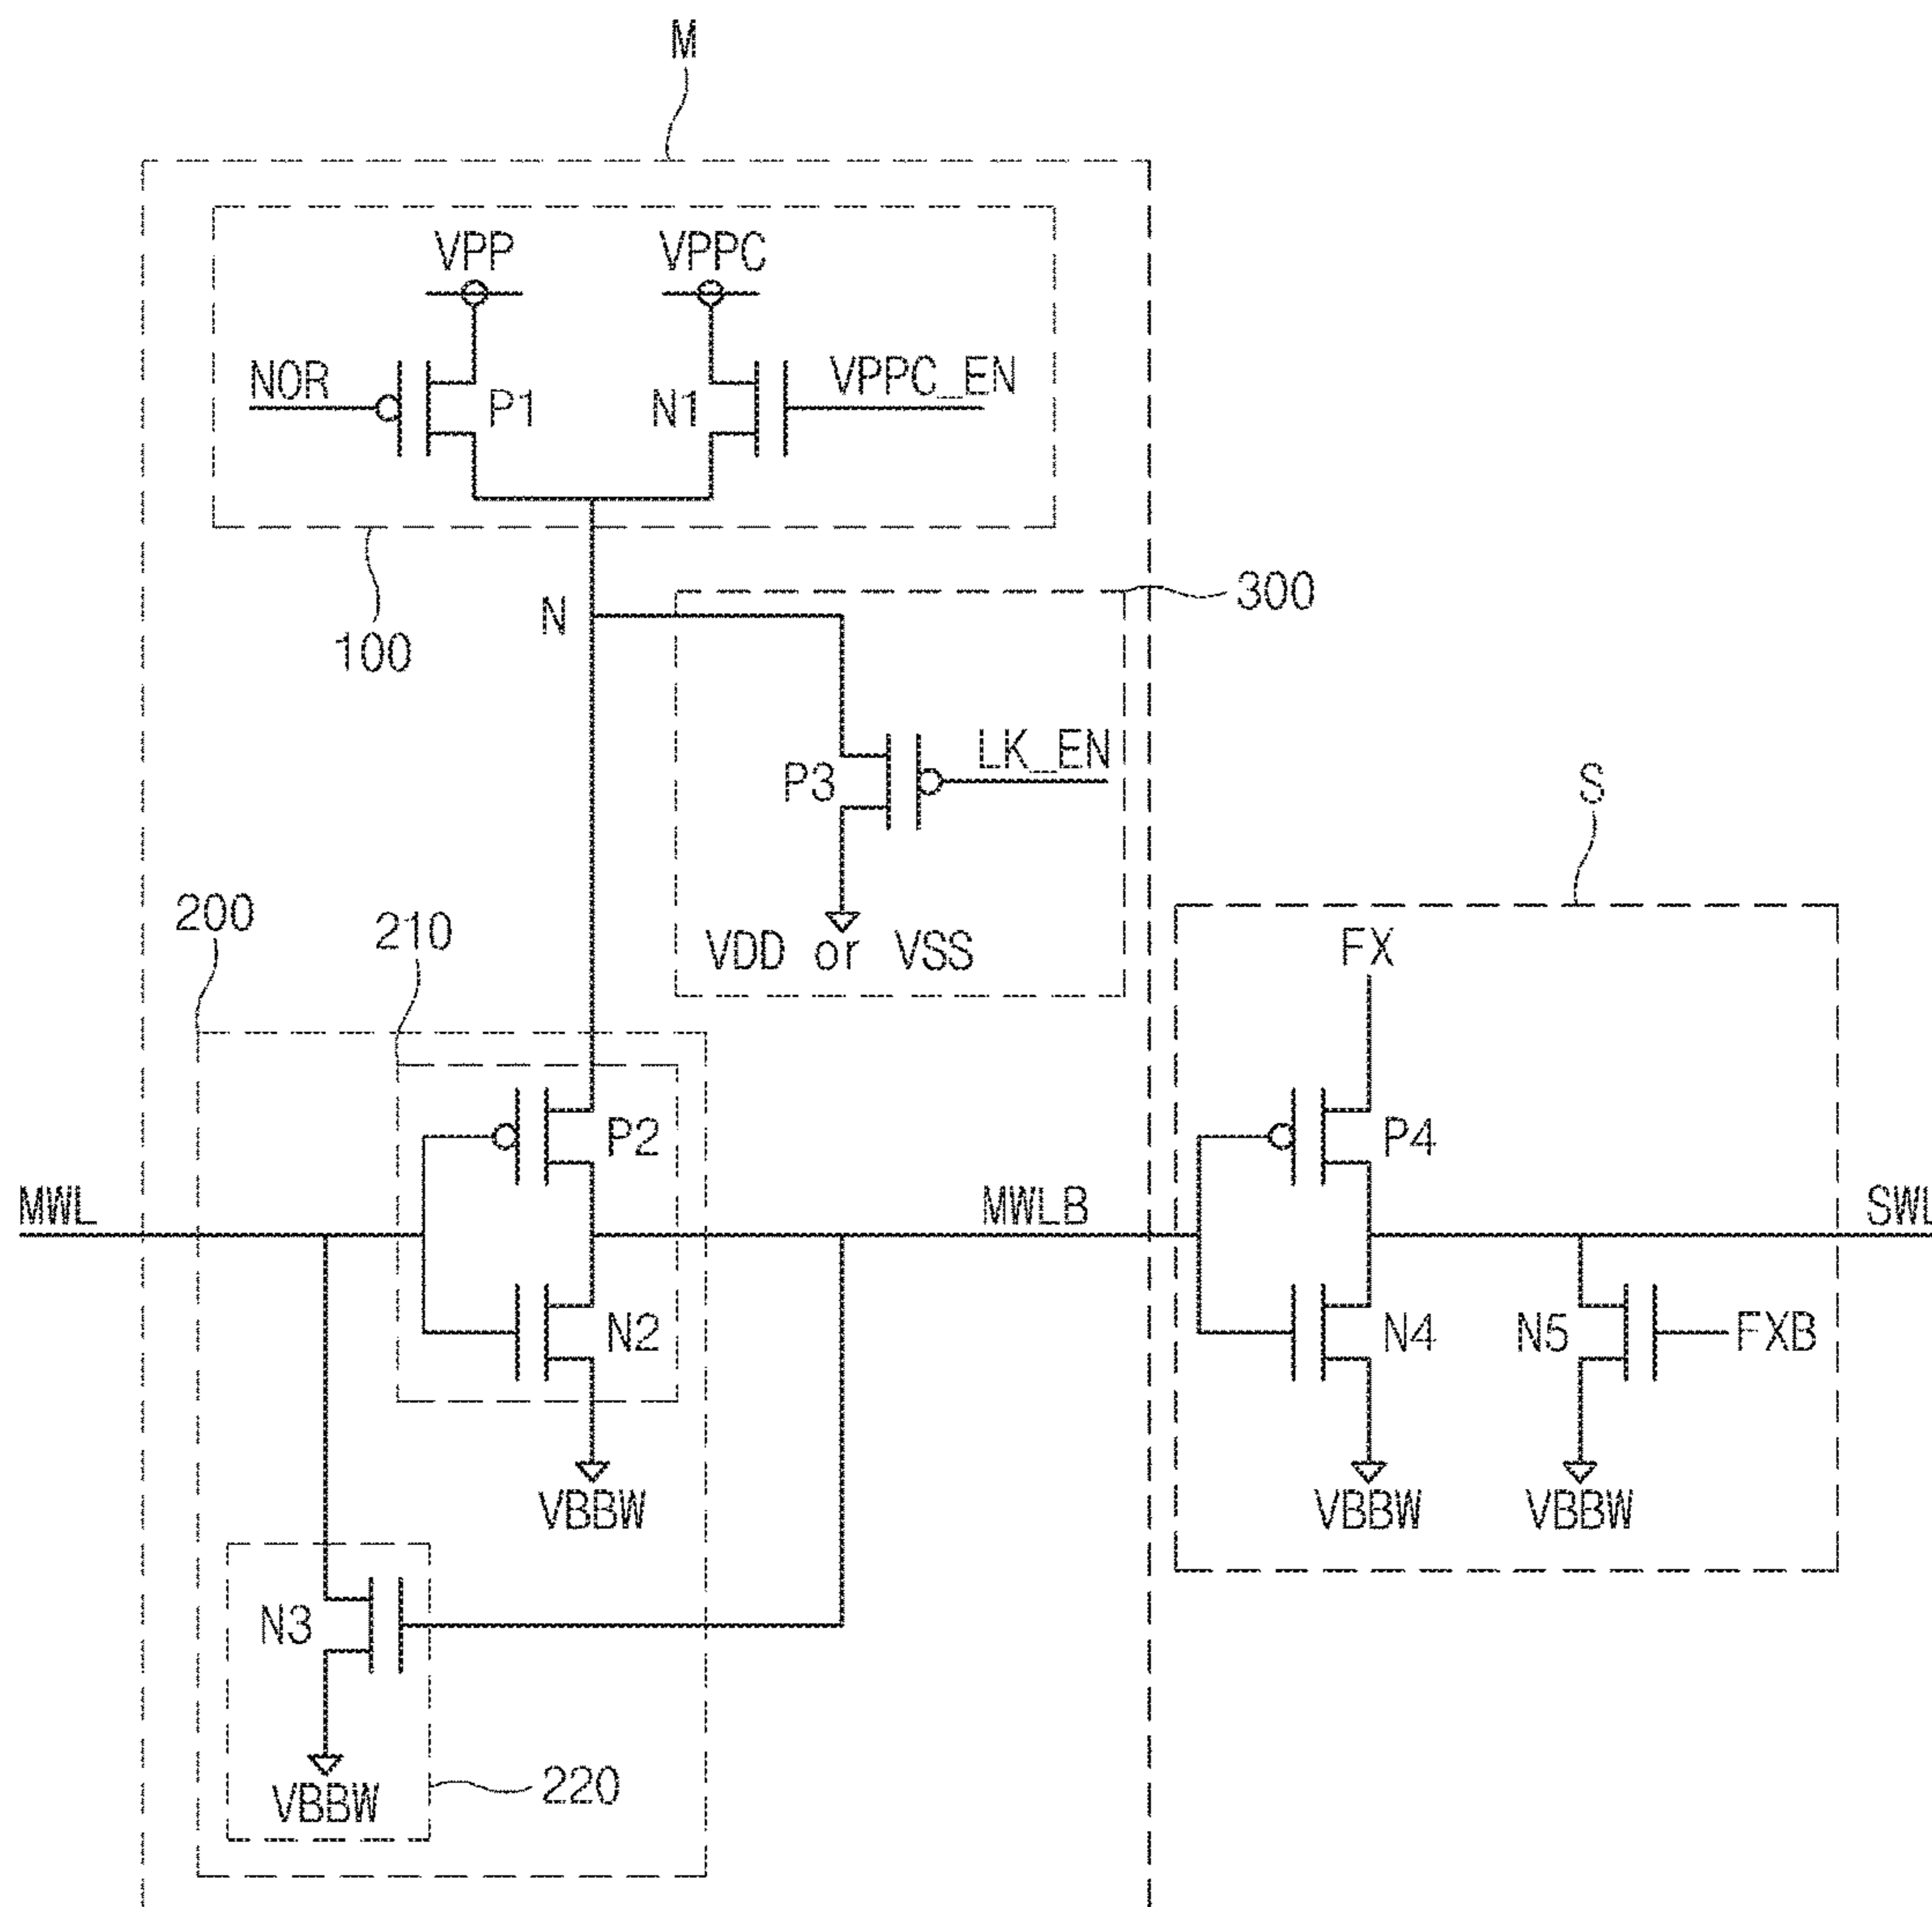 M
VPP VPPC
NOR P1 N1 VPPC_EN
100
N
300
P3 LK_EN
VDD or VSS
S
200 210
FX
P2 P4
MWL MWLB SWL
N2 N4 N5 FXB
VBBW VBBW VBBW
N3
VBBW 220